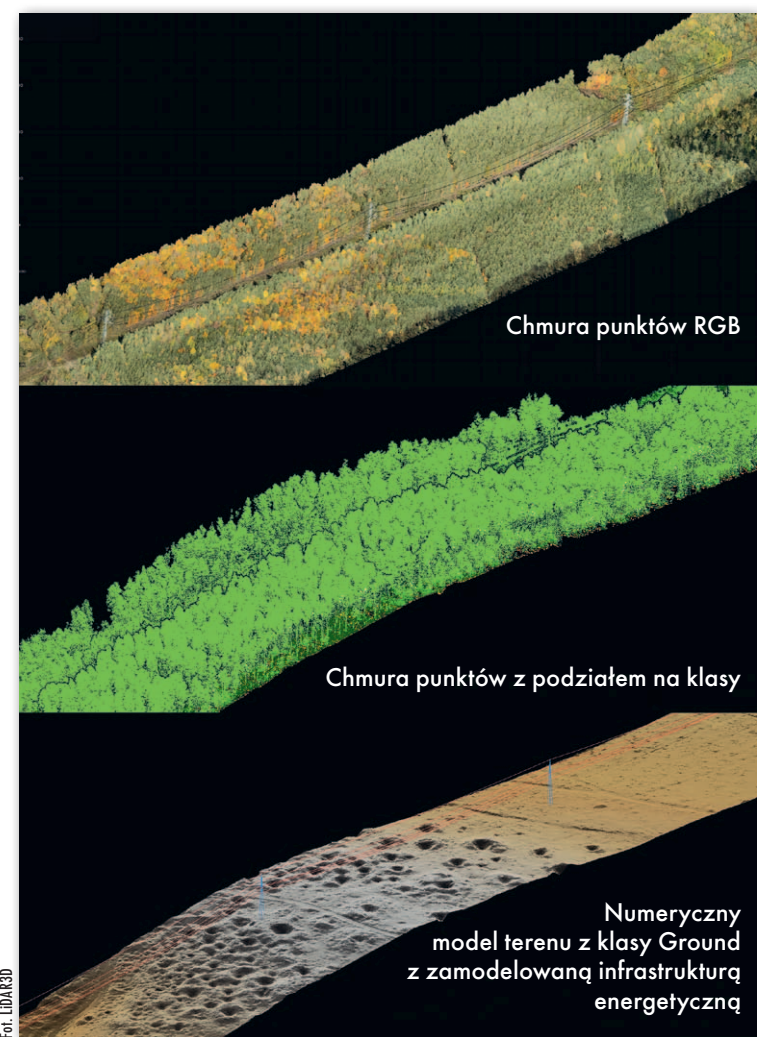 Chmura punktów RGB
Chmura punktów z podziałem na klasy
Numeryczny
model terenu z klasy Ground
z zamodelowaną infrastrukturą
energetyczną
Fot. LiDAR3D